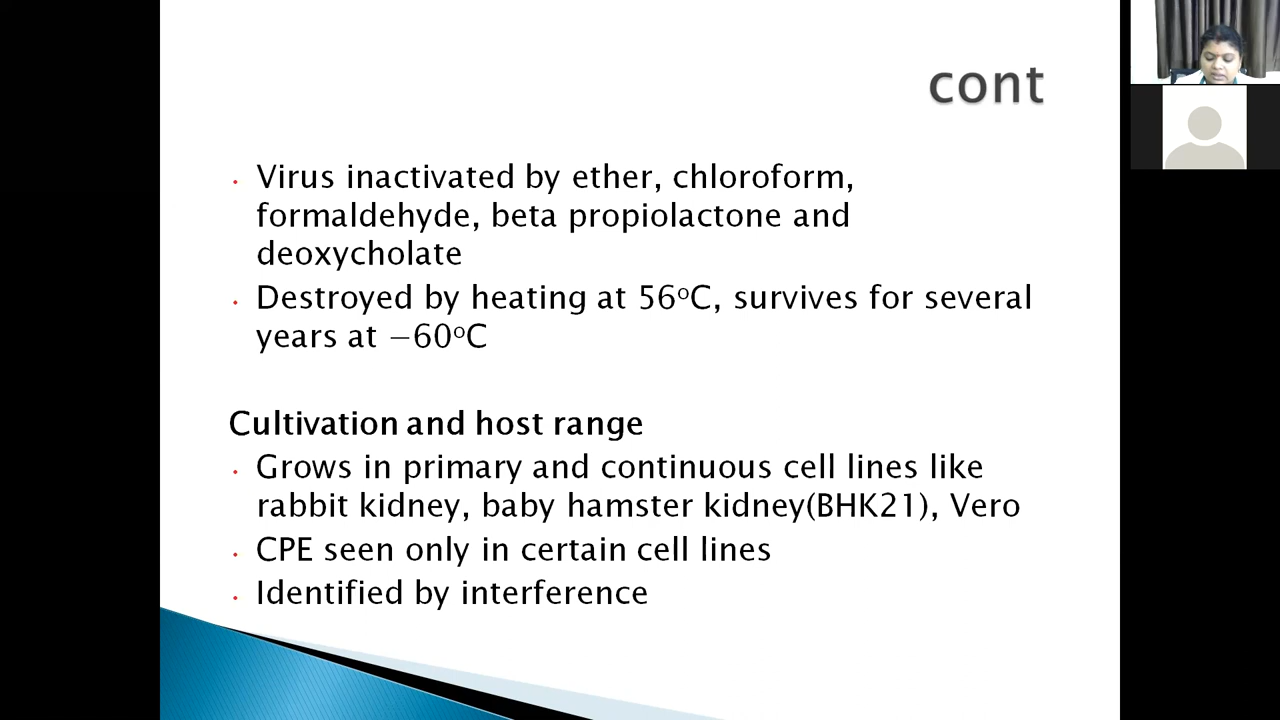 cont
• Virus inactivated by ether, chloroform,
formaldehyde, beta propiolactone and
deoxycholate
• Destroyed by heating at 56ºC, survives for several
years at −60ºC
Cultivation and host range
• Grows in primary and continuous cell lines like
rabbit kidney, baby hamster kidney(BHK21), Vero
• CPE seen only in certain cell lines
• Identified by interference